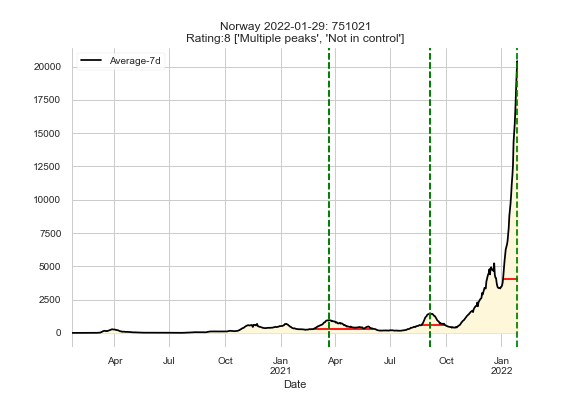 Norway 2022-01-29: 751021
Rating:8 ['Multiple peaks', 'Not in control']
Average-7d
20000
17500
15000
12500
10000
7500
5000
2500
0
Apr Jul Oct Jan Apr Jul Oct Jan
2021 2022
Date